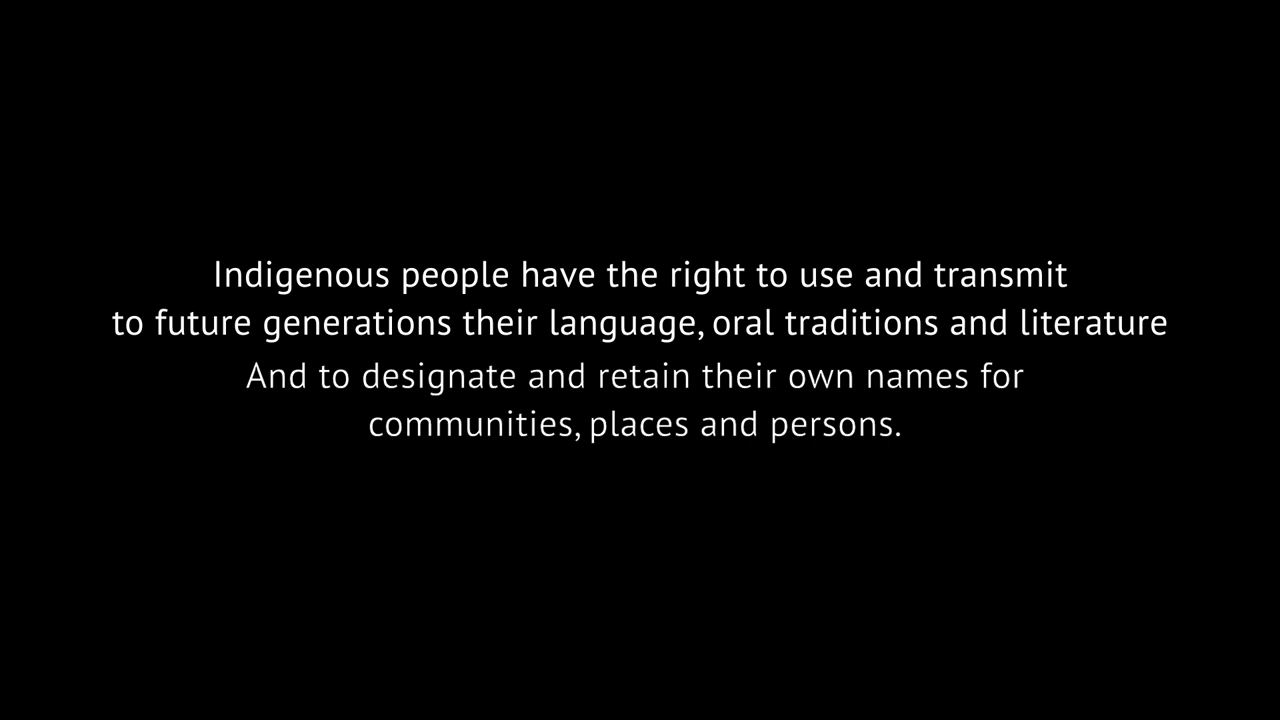 Indigenous people have the right to use and transmit
to future generations their language, oral traditions and literature
And to designate and retain their own names for
communities, places and persons.